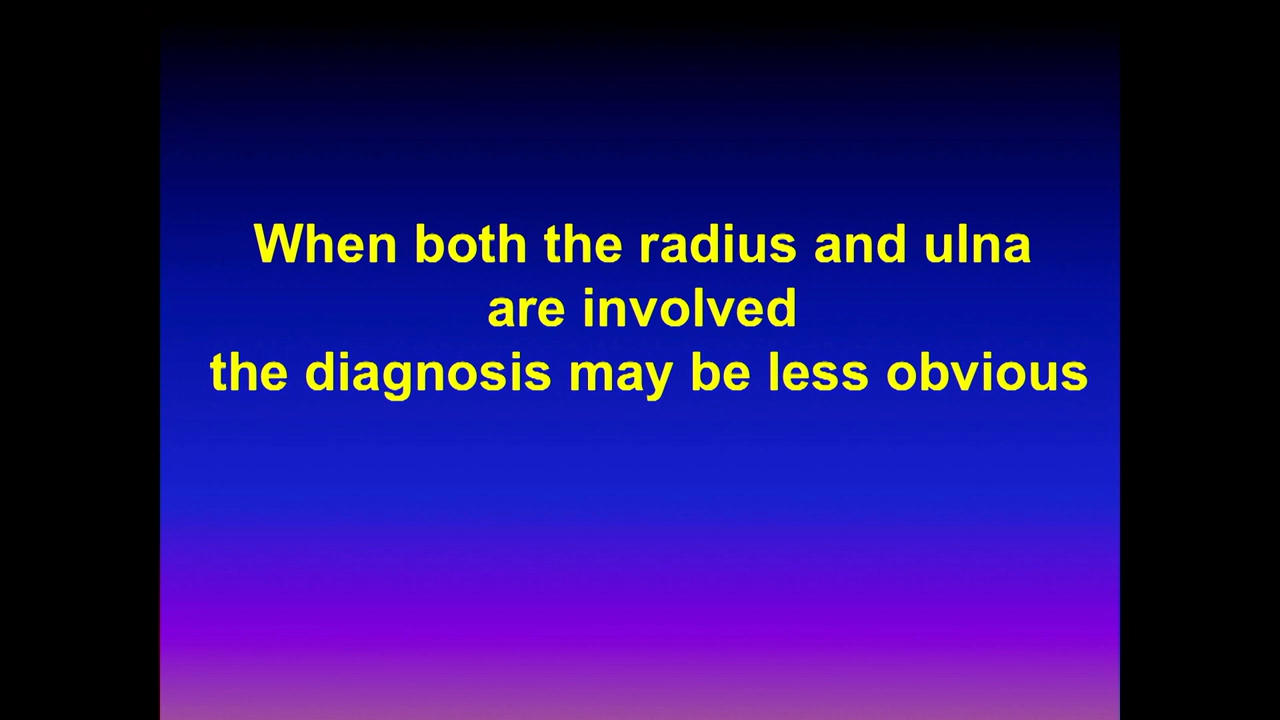 When both the radius and ulna
are involved
the diagnosis may be less obvious